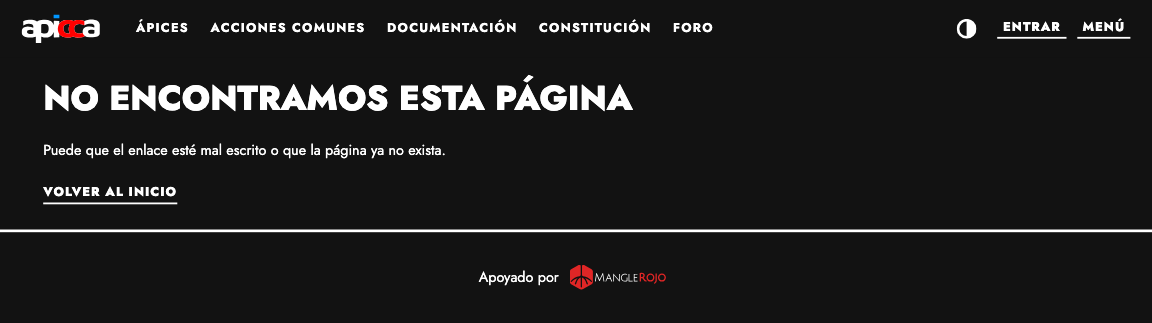 apicca
ÁPICES
ACCIONES COMUNES
DOCUMENTACIÓN
CONSTITUCIÓN
FORO
ENTRAR
MENÚ
NO ENCONTRAMOS ESTA PÁGINA
Puede que el enlace esté mal escrito o que la página ya no exista.
VOLVER AL INICIO
Apoyado por
MANGLEROJO